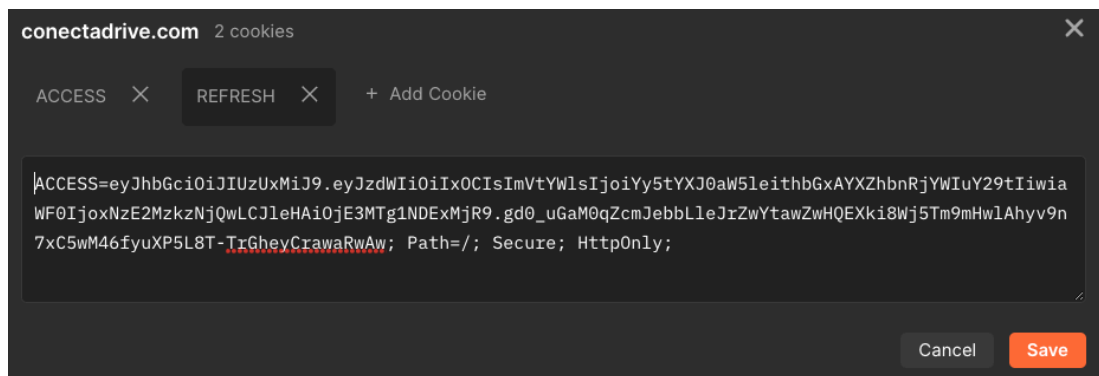 conectadrive.com 2 cookies
ACCESS REFRESH + Add Cookie
ACCESS=eyJhbGciOiJIUzUxMiJ9.eyJzdWIiOiIxOCIsImVtYWlsIjoiYy5tYXJ0aW5leithbGxAYXZhbnRjYWIuY29tIiwia
WF0IjoxNzE2MzkzNjQwLCJleHAiOjE3MTg1NDExMjR9.gd0_uGaM0qZcmJebbLleJrZwYtawZwHQEXki8Wj5Tm9mHwlAhyv9n
7xC5wM46fyuXP5L8T-TrGheyCrawaRwAw; Path=/; Secure; HttpOnly;
Cancel Save